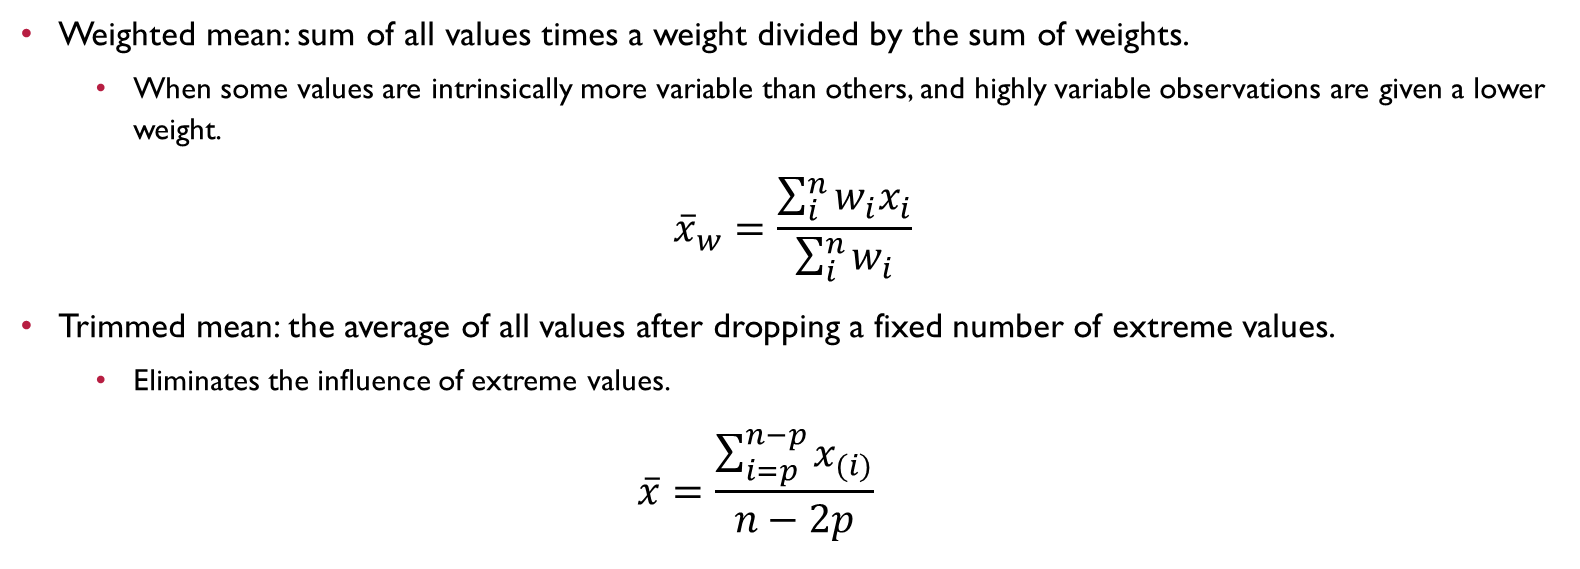 • Weighted mean: sum of all values times a weight divided by the sum of weights.
• When some values are intrinsically more variable than others, and highly variable observations are given a lower
weight.
x̄_w = \frac{∑_i^n w_i x_i}{∑_i^n w_i}
• Trimmed mean: the average of all values after dropping a fixed number of extreme values.
• Eliminates the influence of extreme values.
x̄ = \frac{∑_{i=p}^{n−p} x_{(i)}}{n − 2p}